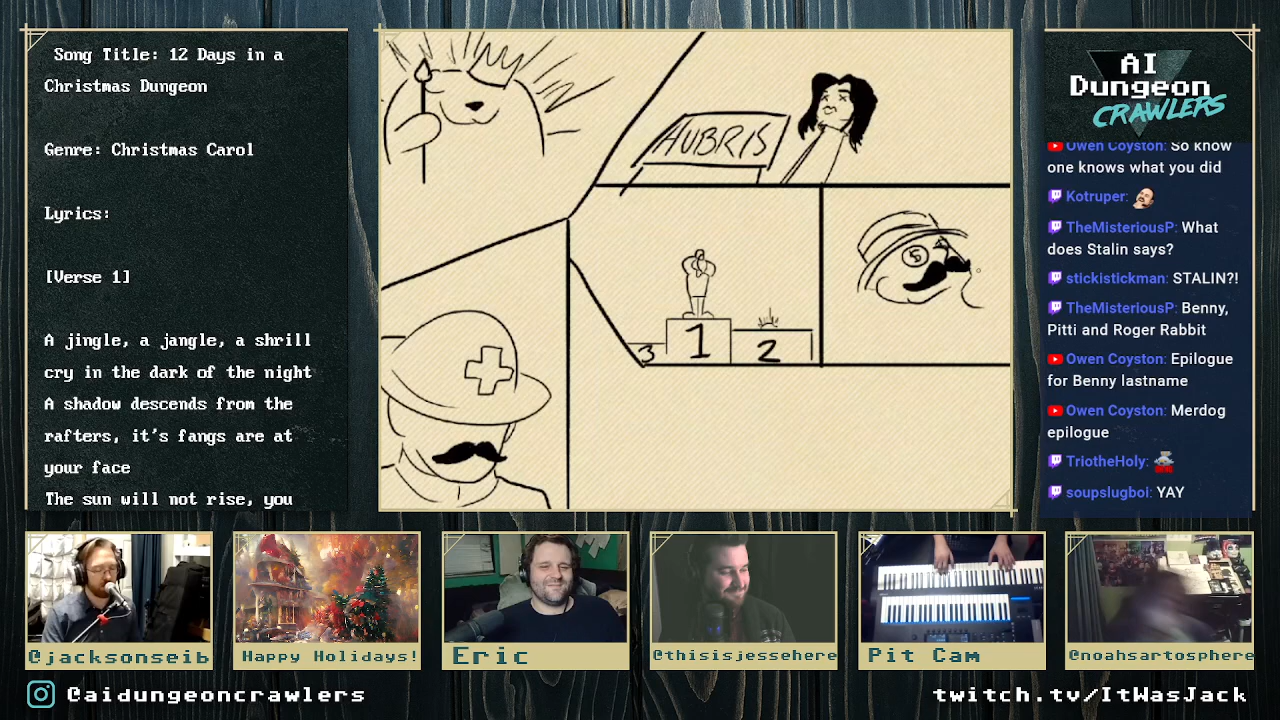 Song Title: 12 Days in a
Christmas Dungeon
Genre: Christmas Carol
Lyrics:
[Verse 1]
A jingle, a jangle, a shrill
cry in the dark of the night
A shadow descends from the
rafters, it's fangs are at
your face
The sun will not rise, you
HUBRIS
3
1
2
5
AI
Dungeon
CRAWLERS
Owen Coyston: So know
one knows what you did
Kotruper:
TheMisteriousP: What
does Stalin says?
stickistickman: STALIN?!
TheMisteriousP: Benny,
Pitti and Roger Rabbit
Owen Coyston: Epilogue
for Benny lastname
Owen Coyston: Merdog
epilogue
TriotheHoly:
soupslugboi: YAY
@jacksonseib
Happy Holidays!
Eric
@thisisjessehere
Pit Cam
@noahsartosphere
@aidungeoncrawlers
twitch.tv/ItWasJack